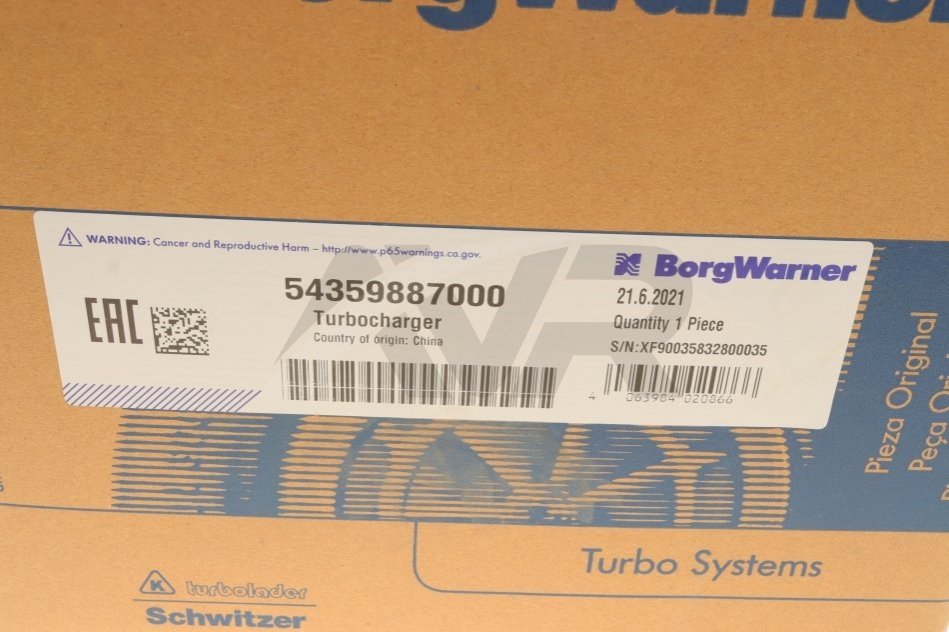 BorgWarner
WARNING: Cancer and Reproductive Harm – http://www.p65warnings.ca.gov.
BorgWarner
54359887000
21.6.2021
Turbocharger
Quantity 1 Piece
Country of origin: China
S/N:XF90035832800035
EAC
4 063984 020866
AVR
Pieza Original
Peça Ori
Turbo Systems
K turbolader
Schwitzer